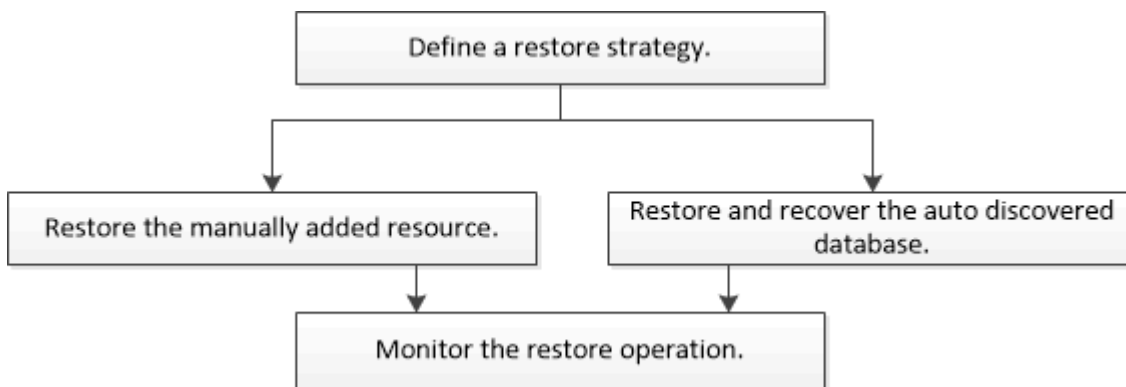 Define a restore strategy.
Restore the manually added resource.
Restore and recover the auto discovered
database.
Monitor the restore operation.